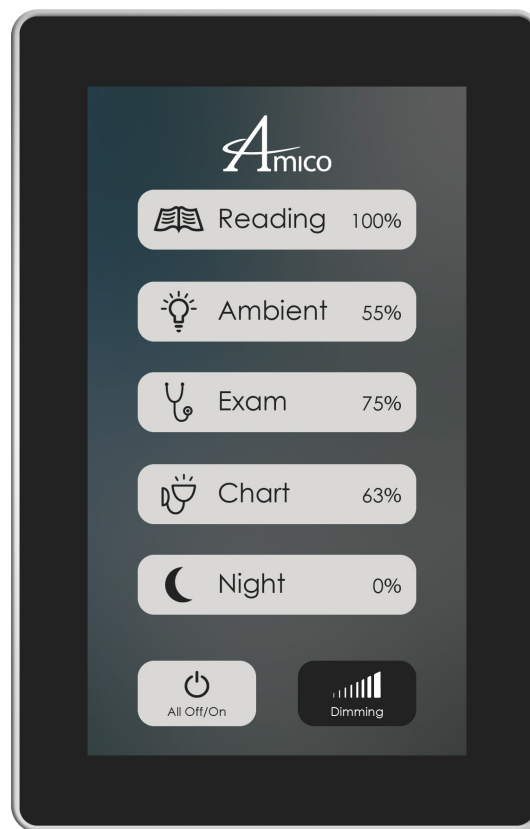 Amico
Reading 100%
Ambient 55%
Exam 75%
Chart 63%
Night 0%
All Off/On Dimming